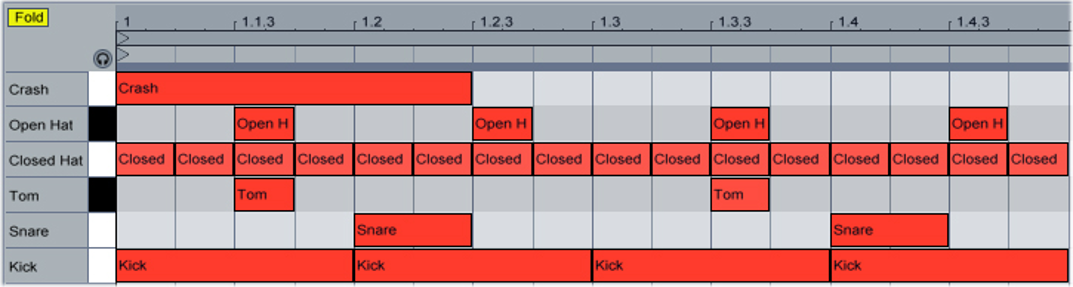 Fold
1 1.1.3 1.2 1.2.3 1.3 1.3.3 1.4 1.4.3
Crash Crash
Open Hat Open H Open H Open H Open H
Closed Hat Closed Closed Closed Closed Closed Closed Closed Closed Closed Closed Closed Closed Closed Closed Closed Closed
Tom Tom Tom
Snare Snare Snare
Kick Kick Kick Kick Kick